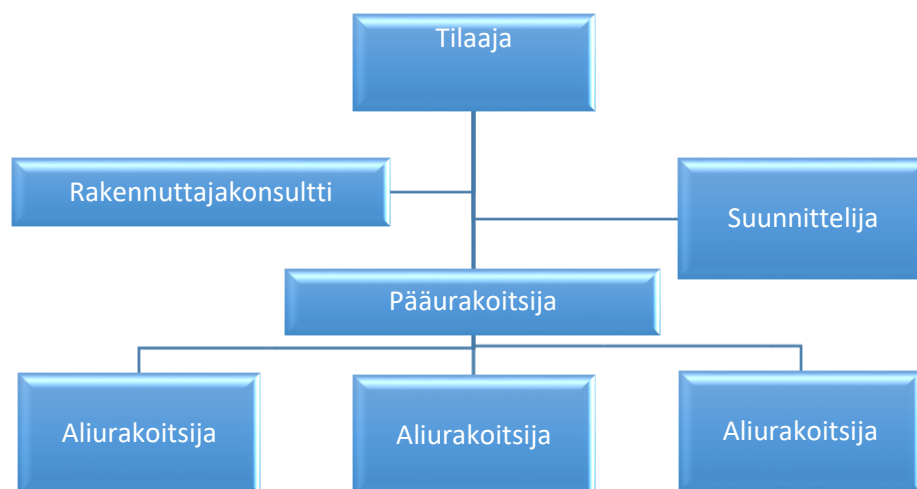 Tilaaja
Rakennuttajakonsultti
Suunnittelija
Pääurakoitsija
Aliurakoitsija
Aliurakoitsija
Aliurakoitsija